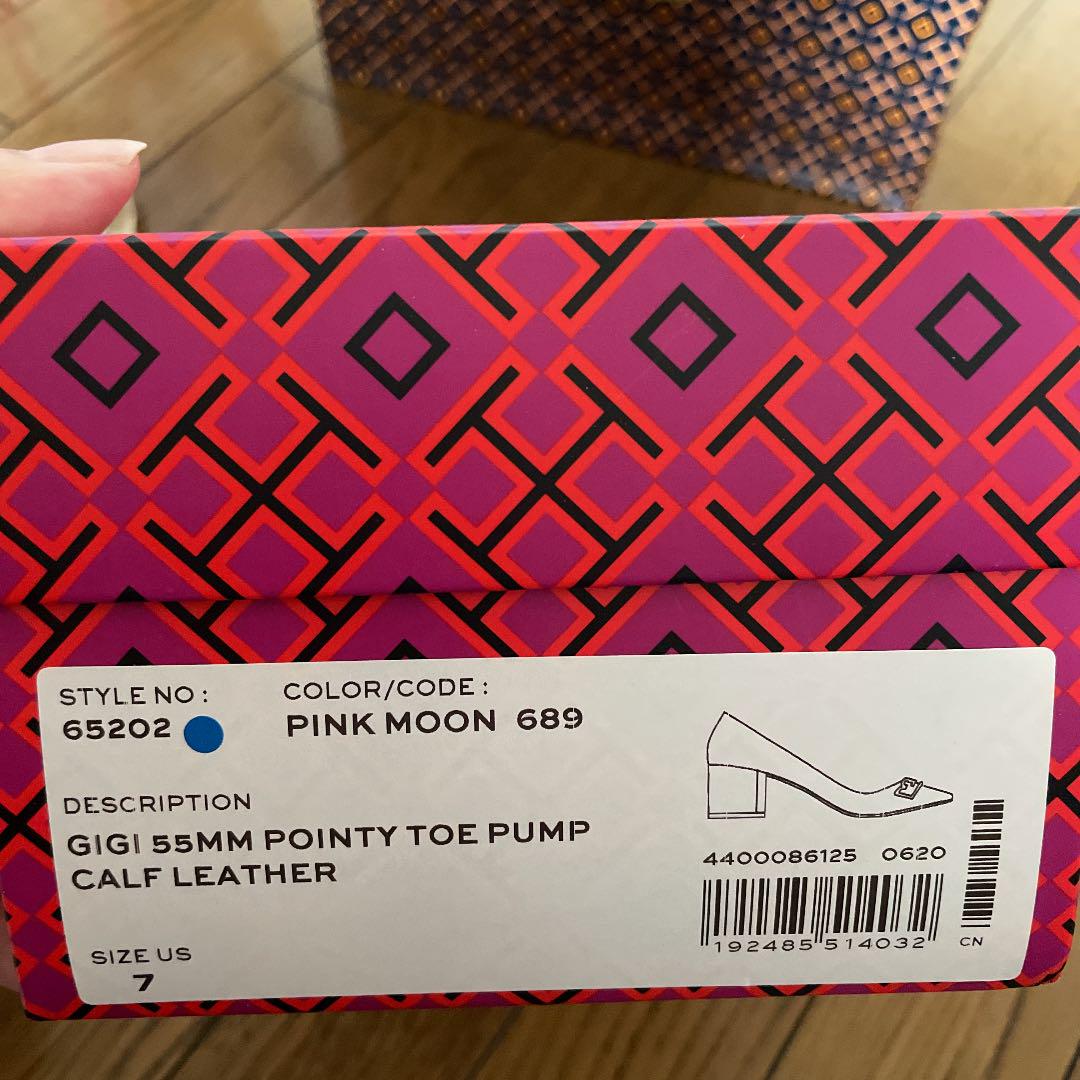 STYLE NO :
65202
COLOR/CODE :
PINK MOON 689
DESCRIPTION
GIGI 55MM POINTY TOE PUMP
CALF LEATHER
SIZE US
7
4400086125 0620
192485 514032
CN